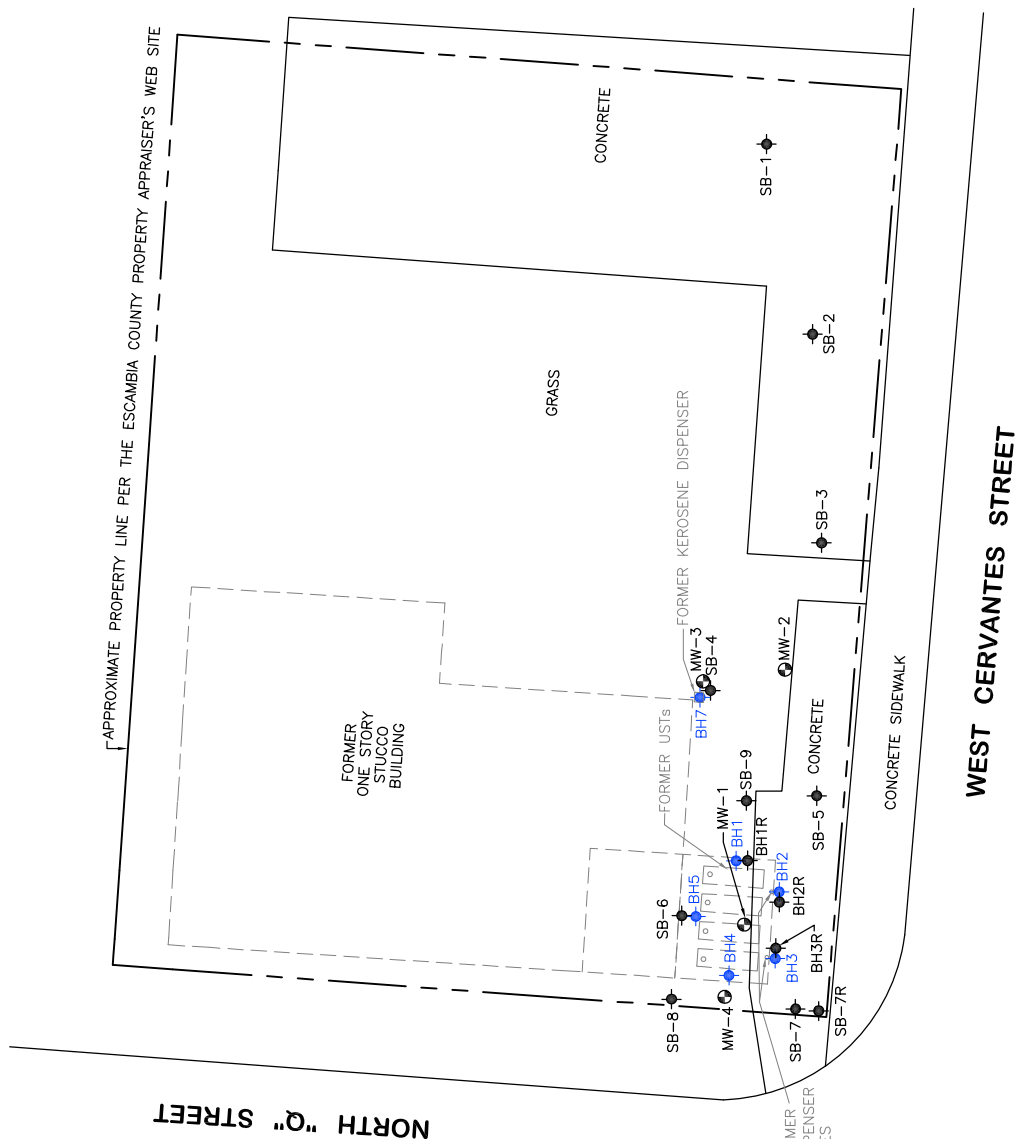 APPROXIMATE PROPERTY LINE PER THE ESCAMBIA COUNTY PROPERTY APPRAISER'S WEB SITE
CONCRETE
SB-1
SB-2
GRASS
SB-3
FORMER KEROSENE DISPENSER
MW-3
SB-4
BH7
MW-2
FORMER
ONE STORY
STUCCO
BUILDING
FORMER USTs
MW-1
SB-9
CONCRETE
SB-5
CONCRETE SIDEWALK
WEST CERVANTES STREET
BH1
BH1R
BH2
BH2R
SB-6
BH5
BH4
BH3
BH3R
SB-8
MW-4
SB-7
SB-7R
NORTH "Q" STREET